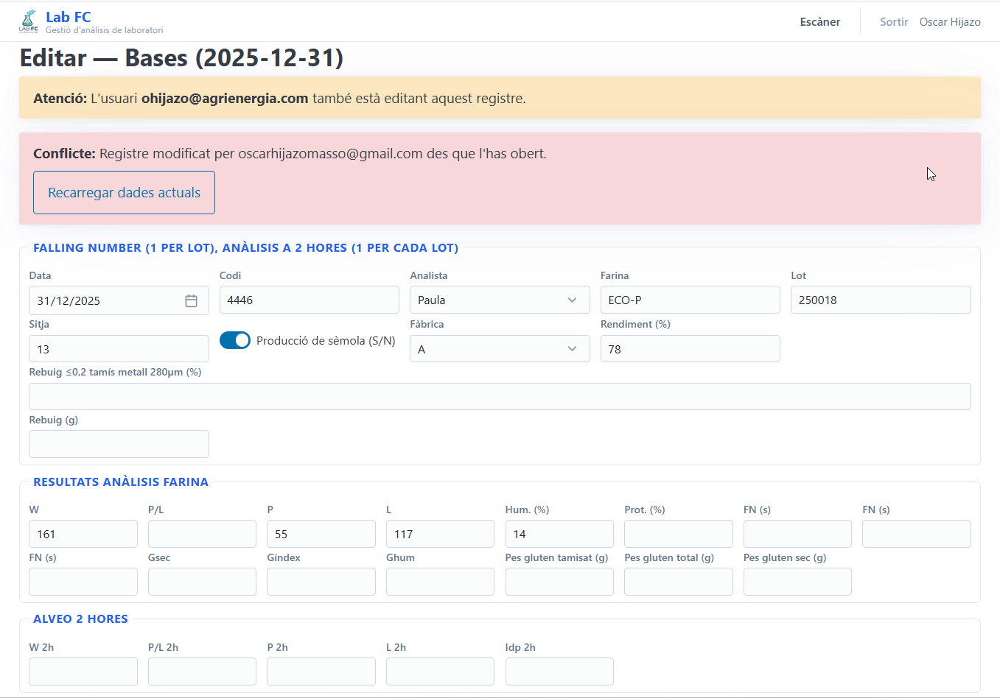 Lab FC
Gestió d'anàlisis de laboratori
LAB FC
Escàner
Sortir
Oscar Hijazo
Editar — Bases (2025-12-31)
Atenció: L'usuari ohijazo@agrienergia.com també està editant aquest registre.
Conflicte: Registre modificat per oscarhijazomasso@gmail.com des que l'has obert.
Recarregar dades actuals
FALLING NUMBER (1 PER LOT), ANÀLISIS A 2 HORES (1 PER CADA LOT)
Data Codi Analista Farina Lot
31/12/2025 4446 Paula ECO-P 250018
Sitja Fàbrica Rendiment (%)
13 Producció de sèmola (S/N) A 78
Rebuig ≤0,2 tamís metall 280µm (%)
Rebuig (g)
RESULTATS ANÀLISIS FARINA
W P/L P L Hum. (%) Prot. (%) FN (s) FN (s)
161 55 117 14
FN (s) Gsec Gíndex Ghum Pes gluten tamisat (g) Pes gluten total (g) Pes gluten sec (g)
ALVEO 2 HORES
W 2h P/L 2h P 2h L 2h Idp 2h